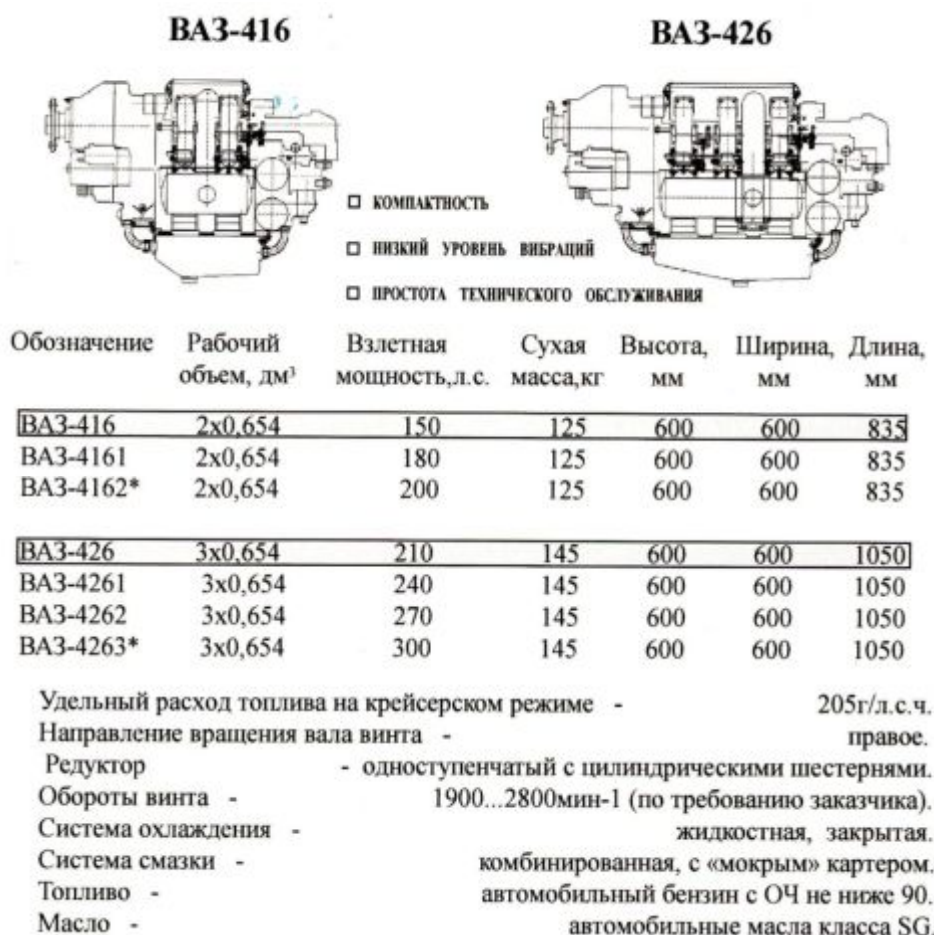 ВАЗ-416 ВАЗ-426
□ КОМПАКТНОСТЬ
□ НИЗКИЙ УРОВЕНЬ ВИБРАЦИЙ
□ ПРОСТОТА ТЕХНИЧЕСКОГО ОБСЛУЖИВАНИЯ
Обозначение Рабочий Взлетная Сухая Высота, Ширина, Длина,
объем, дм³ мощность,л.с. масса,кг мм мм мм
ВАЗ-416 2х0,654 150 125 600 600 835
ВАЗ-4161 2х0,654 180 125 600 600 835
ВАЗ-4162* 2х0,654 200 125 600 600 835
ВАЗ-426 3х0,654 210 145 600 600 1050
ВАЗ-4261 3х0,654 240 145 600 600 1050
ВАЗ-4262 3х0,654 270 145 600 600 1050
ВАЗ-4263* 3х0,654 300 145 600 600 1050
Удельный расход топлива на крейсерском режиме - 205г/л.с.ч.
Направление вращения вала винта - правое.
Редуктор - одноступенчатый с цилиндрическими шестернями.
Обороты винта - 1900...2800мин-1 (по требованию заказчика).
Система охлаждения - жидкостная, закрытая.
Система смазки - комбинированная, с «мокрым» картером.
Топливо - автомобильный бензин с ОЧ не ниже 90.
Масло - автомобильные масла класса SG.